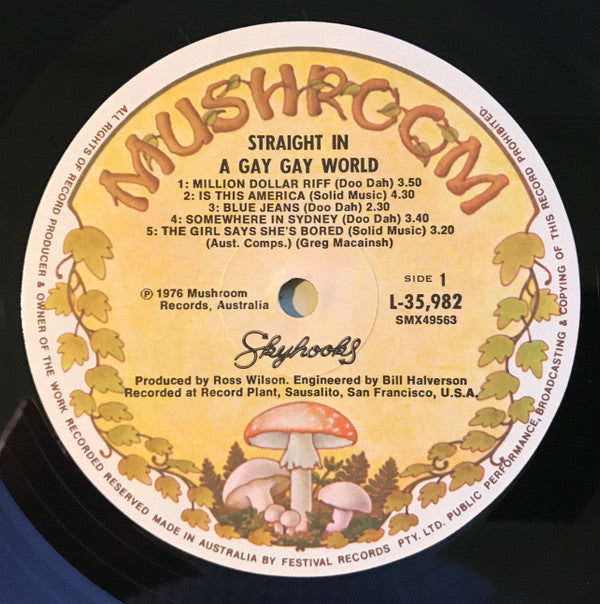 MUSHROOM
STRAIGHT IN
A GAY GAY WORLD
1: MILLION DOLLAR RIFF (Doo Dah) 3.50
2: IS THIS AMERICA (Solid Music) 4.30
3: BLUE JEANS (Doo Dah) 2.30
4: SOMEWHERE IN SYDNEY (Doo Dah) 3.40
5: THE GIRL SAYS SHE'S BORED (Solid Music) 3.20
(Aust. Comps.) (Greg Macainsh)
℗ 1976 Mushroom
Records, Australia
SIDE 1
L-35,982
SMX49563
Skyhooks
Produced by Ross Wilson. Engineered by Bill Halverson
Recorded at Record Plant, Sausalito, San Francisco, U.S.A.
ALL RIGHTS OF RECORD PRODUCER & OWNER OF THE WORK RECORDED RESERVED MADE IN AUSTRALIA BY FESTIVAL RECORDS PTY. LTD. PUBLIC PERFORMANCE, BROADCASTING & COPYING OF THIS RECORD PROHIBITED.